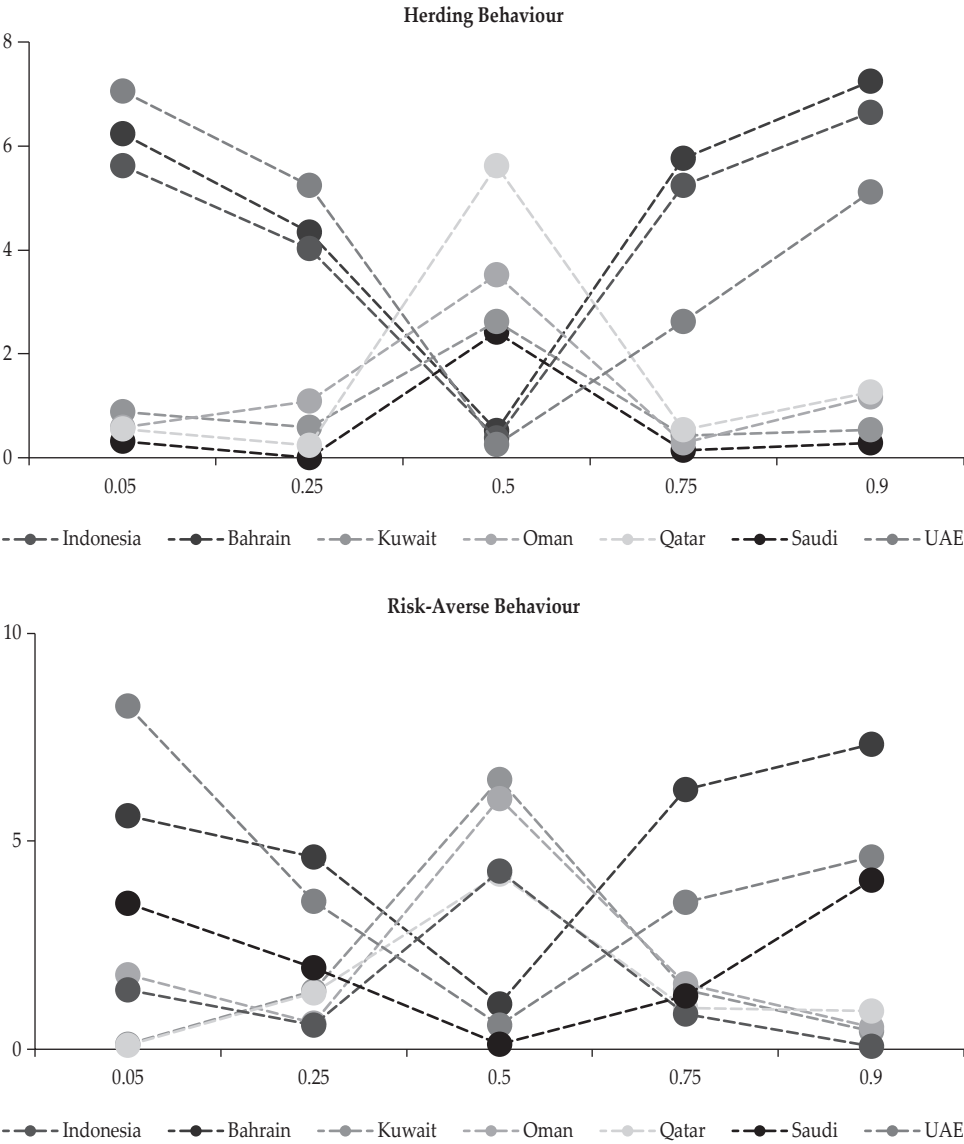 Herding Behaviour
8
6
4
2
0
0.05 0.25 0.5 0.75 0.9
Indonesia Bahrain Kuwait Oman Qatar Saudi UAE
Risk-Averse Behaviour
10
5
0
0.05 0.25 0.5 0.75 0.9
Indonesia Bahrain Kuwait Oman Qatar Saudi UAE